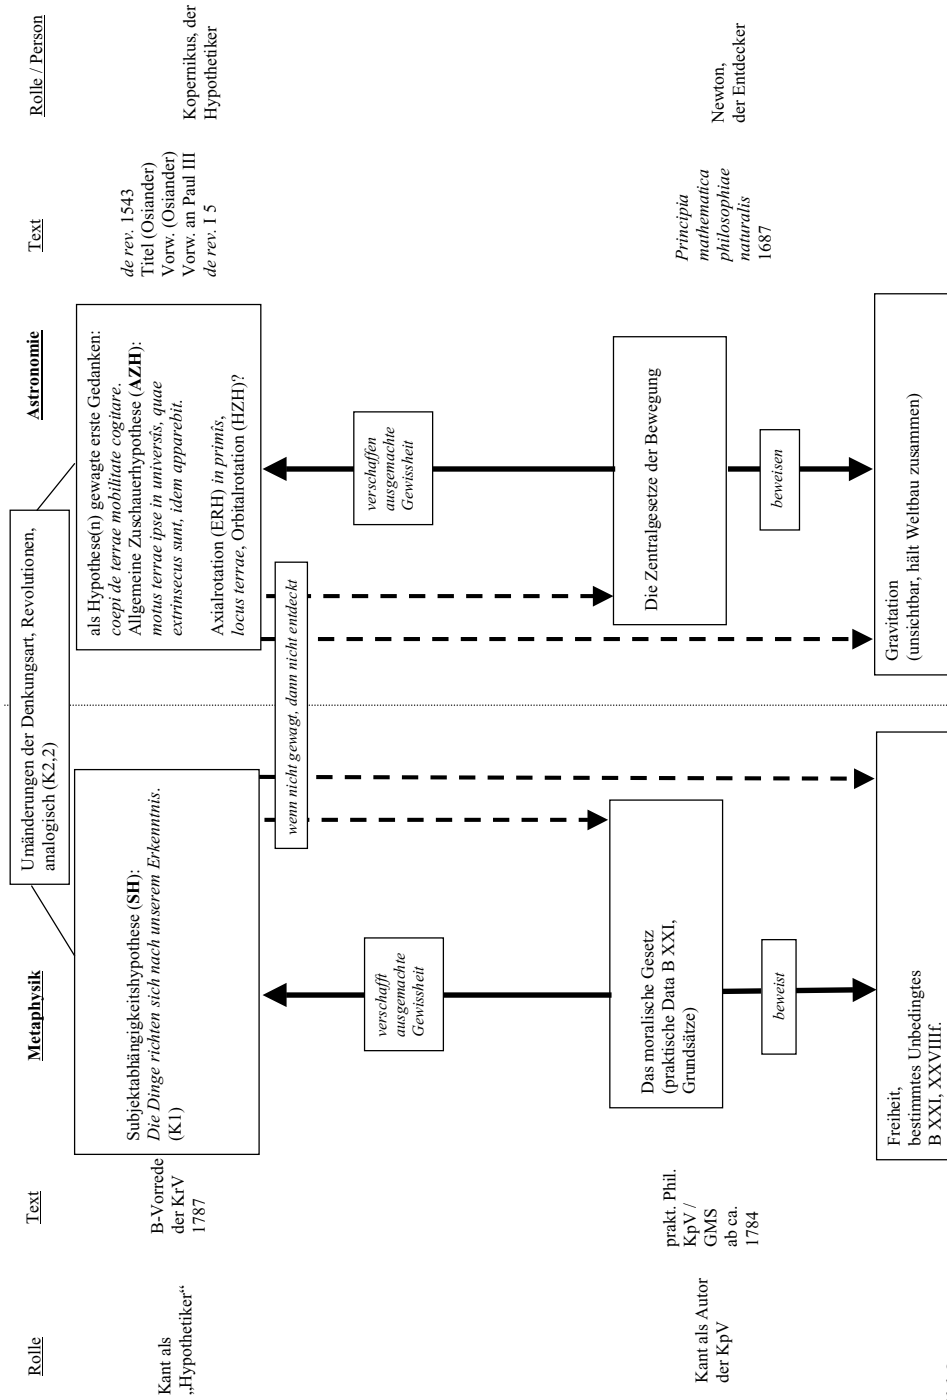 Rolle
Text
Metaphysik
Astronomie
Text
Rolle / Person
Umänderungen der Denkungsart, Revolutionen,
analogisch (K2,2)
Kant als
„Hypothetiker“
B-Vorrede
der KrV
1787
Subjektabhängigkeitshypothese (SH):
Die Dinge richten sich nach unserem Erkenntnis.
(K1)
als Hypothese(n) gewagte erste Gedanken:
coepi de terrae mobilitate cogitare.
Allgemeine Zuschauerhypothese (AZH):
motus terrae ipse in universis, quae
extrinsecus sunt, idem apparebit.
Axialrotation (ERH) in primîs,
locus terrae, Orbitalrotation (HZH)?
de rev. 1543
Titel (Osiander)
Vorw. (Osiander)
Vorw. an Paul III
de rev. I 5
Kopernikus, der
Hypothetiker
wenn nicht gewagt, dann nicht entdeckt
verschafft
ausgemachte
Gewissheit
verschaffen
ausgemachte
Gewissheit
Kant als Autor
der KpV
prakt. Phil.
KpV /
GMS
ab ca.
1784
Das moralische Gesetz
(praktische Data B XXI,
Grundsätze)
Die Zentralgesetze der Bewegung
Principia
mathematica
philosophiae
naturalis
1687
Newton,
der Entdecker
beweist
beweisen
Freiheit,
bestimmtes Unbedingtes
B XXI, XXVIIIf.
Gravitation
(unsichtbar, hält Weltbau zusammen)